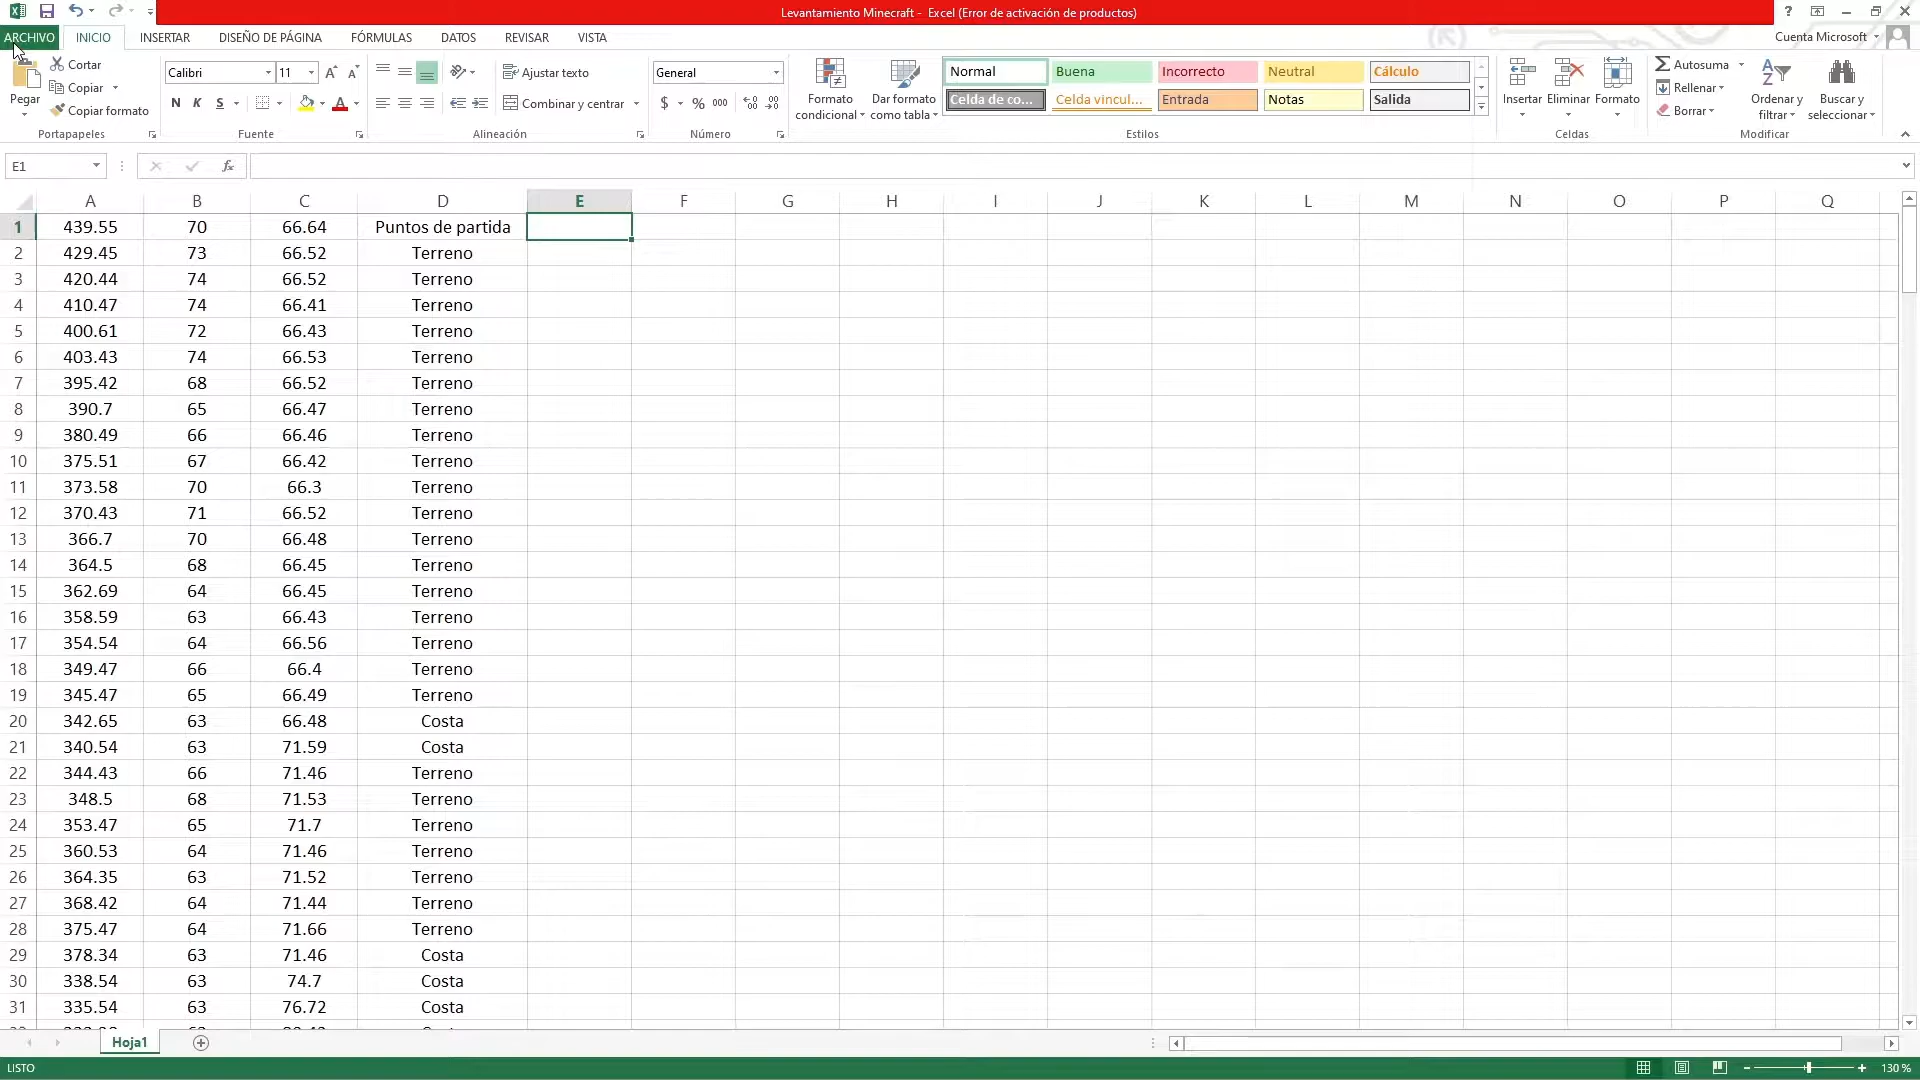 Levantamiento Minecraft - Excel (Error de activación de productos)
?
ARCHIVO INICIO INSERTAR DISEÑO DE PÁGINA FÓRMULAS DATOS REVISAR VISTA
Cuenta Microsoft
Pegar
Cortar
Copiar
Copiar formato
Portapapeles
Calibri 11 A A
N K S A
Fuente
Ajustar texto
Combinar y centrar
Alineación
General
$ % 000
Número
Formato condicional
Dar formato como tabla
Normal Buena Incorrecto Neutral Cálculo
Celda de co... Celda vincul... Entrada Notas Salida
Estilos
Insertar Eliminar Formato
Celdas
Autosuma
Rellenar
Borrar
Ordenar y filtrar
Buscar y seleccionar
Modificar
E1 fx
A B C D E F G H I J K L M N O P Q
1 439.55 70 66.64 Puntos de partida
2 429.45 73 66.52 Terreno
3 420.44 74 66.52 Terreno
4 410.47 74 66.41 Terreno
5 400.61 72 66.43 Terreno
6 403.43 74 66.53 Terreno
7 395.42 68 66.52 Terreno
8 390.7 65 66.47 Terreno
9 380.49 66 66.46 Terreno
10 375.51 67 66.42 Terreno
11 373.58 70 66.3 Terreno
12 370.43 71 66.52 Terreno
13 366.7 70 66.48 Terreno
14 364.5 68 66.45 Terreno
15 362.69 64 66.45 Terreno
16 358.59 63 66.43 Terreno
17 354.54 64 66.56 Terreno
18 349.47 66 66.4 Terreno
19 345.47 65 66.49 Terreno
20 342.65 63 66.48 Costa
21 340.54 63 71.59 Costa
22 344.43 66 71.46 Terreno
23 348.5 68 71.53 Terreno
24 353.47 65 71.7 Terreno
25 360.53 64 71.46 Terreno
26 364.35 63 71.52 Terreno
27 368.42 64 71.44 Terreno
28 375.47 64 71.66 Terreno
29 378.34 63 71.46 Costa
30 338.54 63 74.7 Costa
31 335.54 63 76.72 Costa
Hoja1
LISTO
130 %